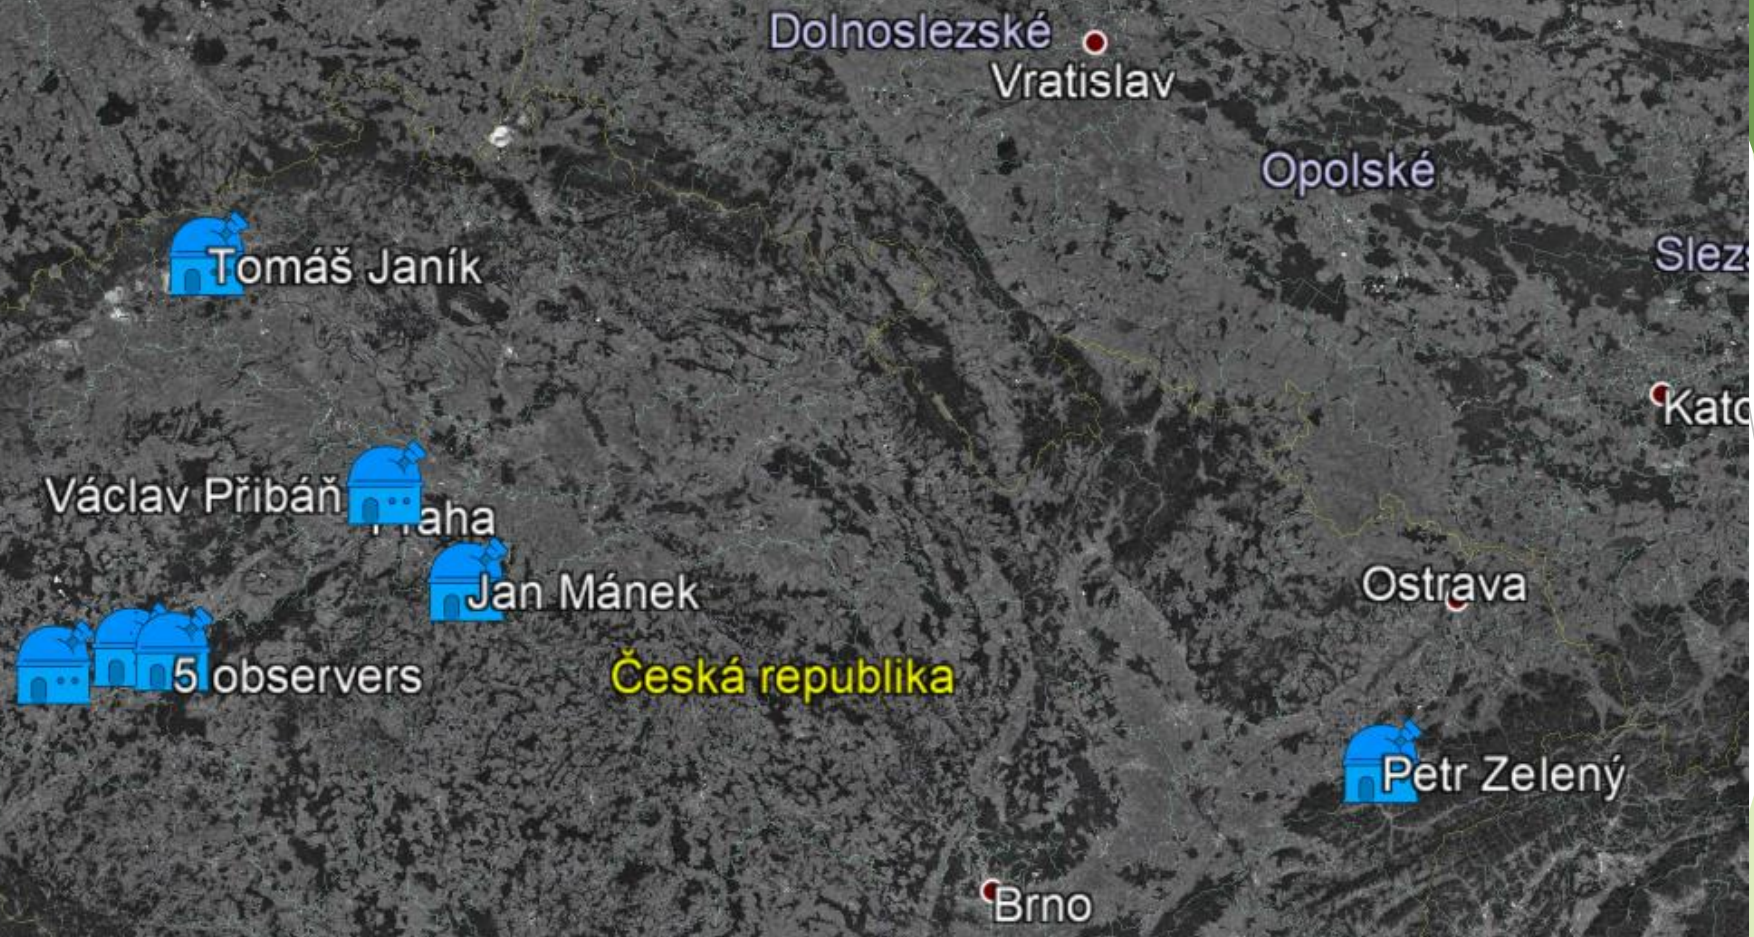 Dolnoslezské
Vratislav
Opolské
Tomáš Janík
Václav Přibáň
Jan Mánek
Ostrava
5 observers
Česká republika
Petr Zelený
Brno